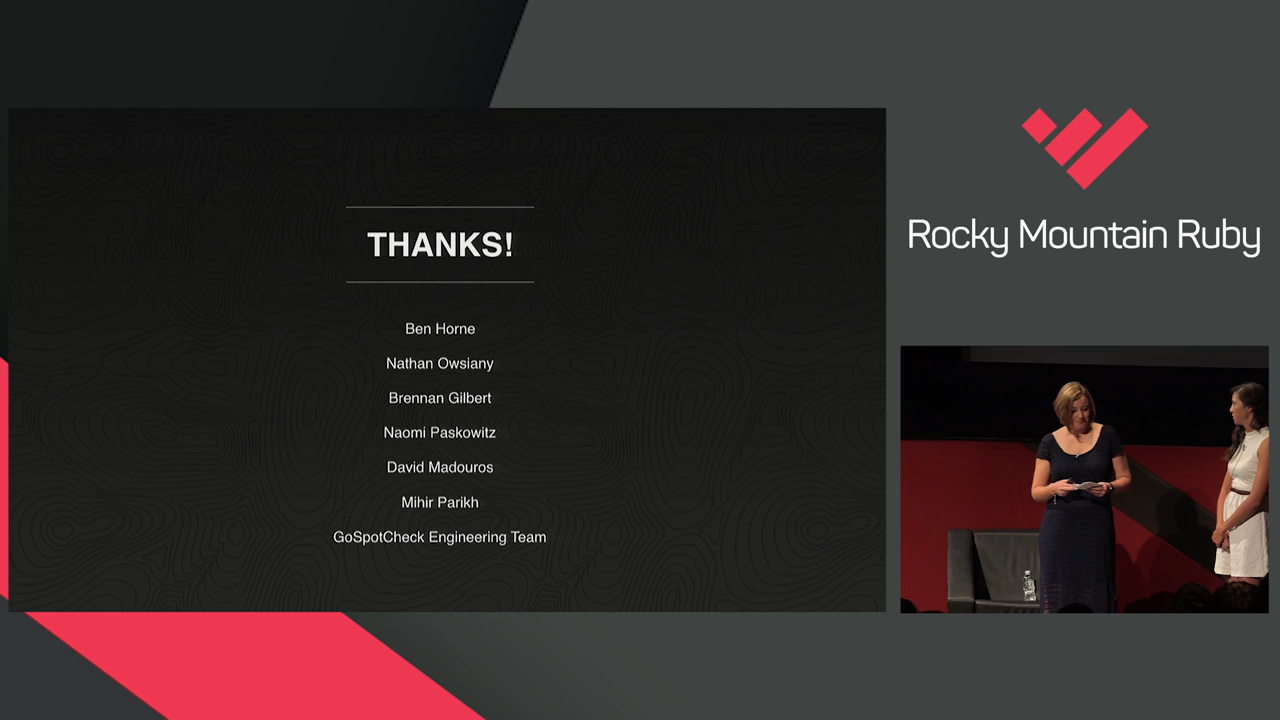 THANKS!
Ben Horne
Nathan Owsiany
Brennan Gilbert
Naomi Paskowitz
David Madouros
Mihir Parikh
GoSpotCheck Engineering Team
Rocky Mountain Ruby